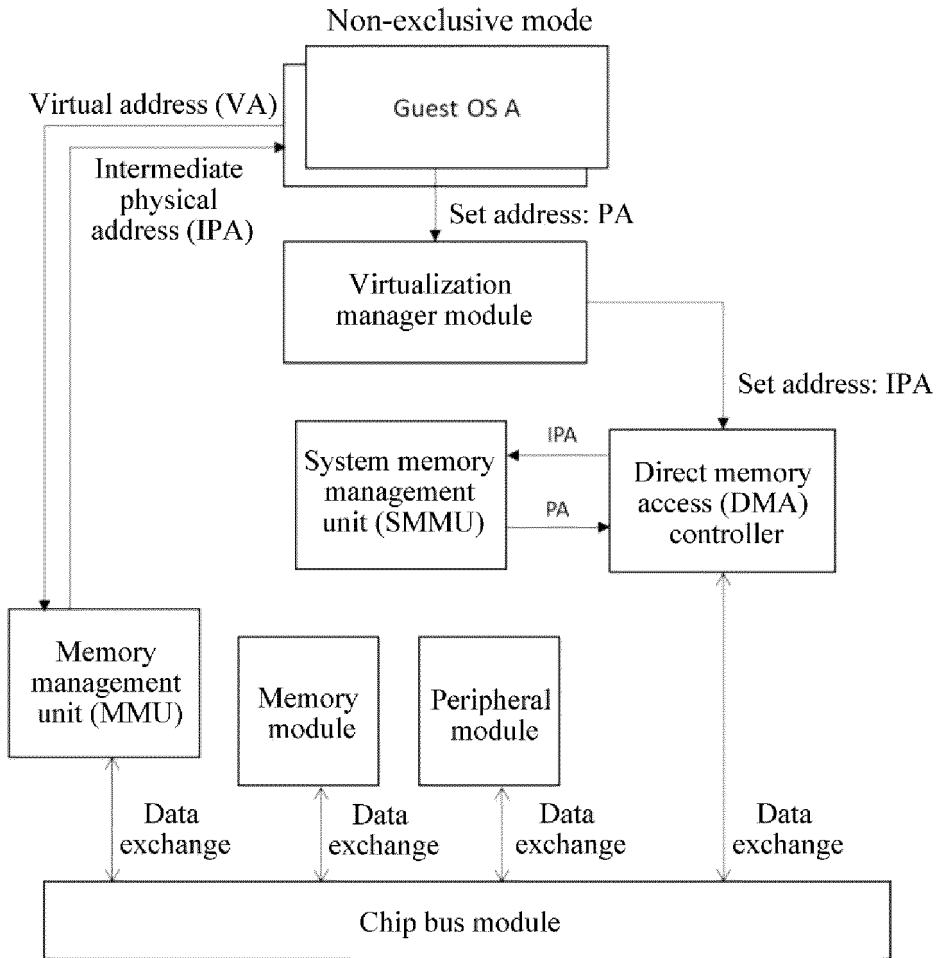 Non-exclusive mode
Guest OS A
Virtual address (VA)
Intermediate
physical
address (IPA)
Set address: PA
Virtualization
manager module
Set address: IPA
System memory
management
unit (SMMU)
IPA
PA
Direct memory
access (DMA)
controller
Memory
management
unit (MMU)
Memory
module
Peripheral
module
Data
exchange
Data
exchange
Data
exchange
Data
exchange
Chip bus module